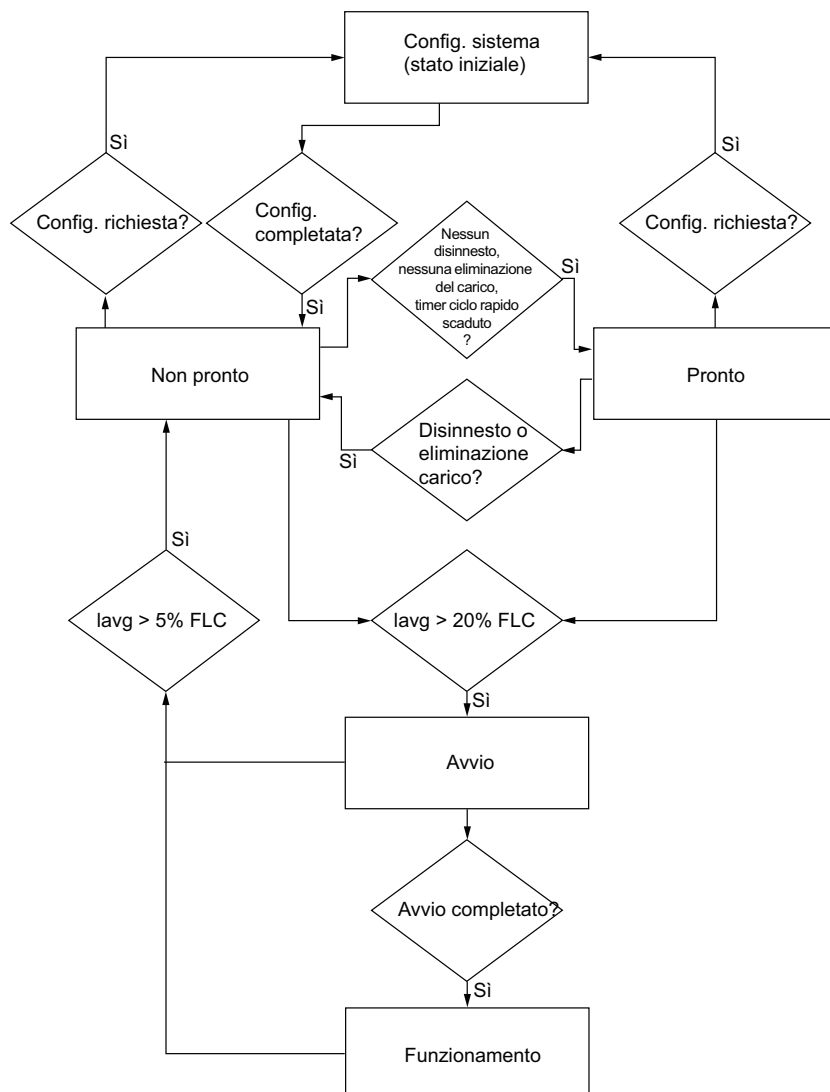 Config. sistema
(stato iniziale)
Sì
Sì
Config. richiesta?
Config.
completata?
Config. richiesta?
Nessun
disinnesto,
nessuna eliminazione
del carico,
timer ciclo rapido
scaduto
?
Sì
Sì
Non pronto
Pronto
Disinnesto o
eliminazione
carico?
Sì
Sì
Iavg > 5% FLC
Iavg > 20% FLC
Sì
Avvio
Avvio completato?
Sì
Funzionamento